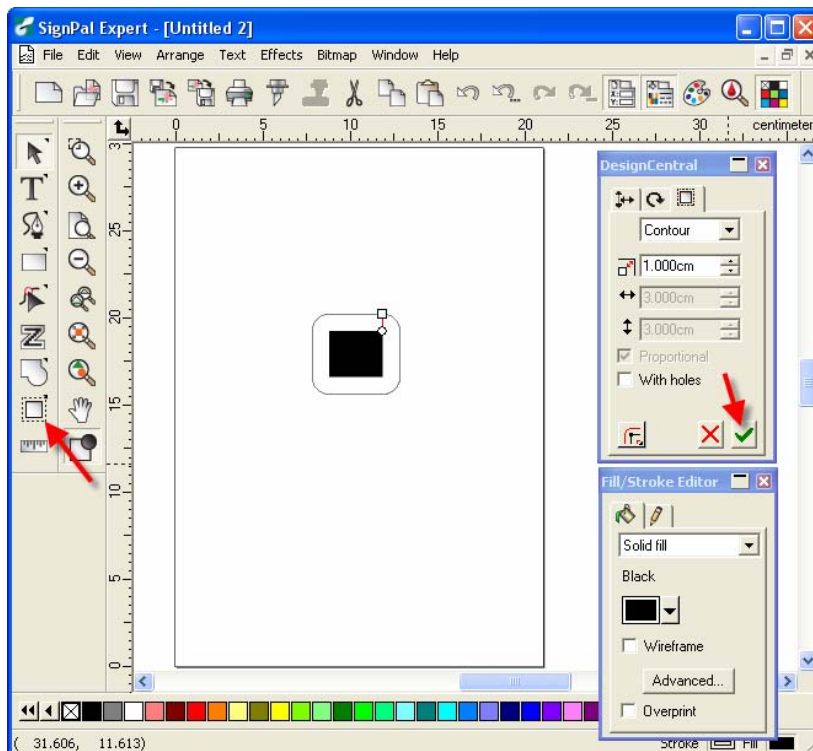 SignPal Expert - [Untitled 2]
File Edit View Arrange Text Effects Bitmap Window Help
0 5 10 15 20 25 30 centimeter
DesignCentral
Contour
1.000cm
3.000cm
3.000cm
Proportional
With holes
3
25
20
15
10
5
0
Fill/Stroke Editor
Solid fill
Black
Wireframe
Advanced...
Overprint
( 31.606, 11.613)
Stroke Fill